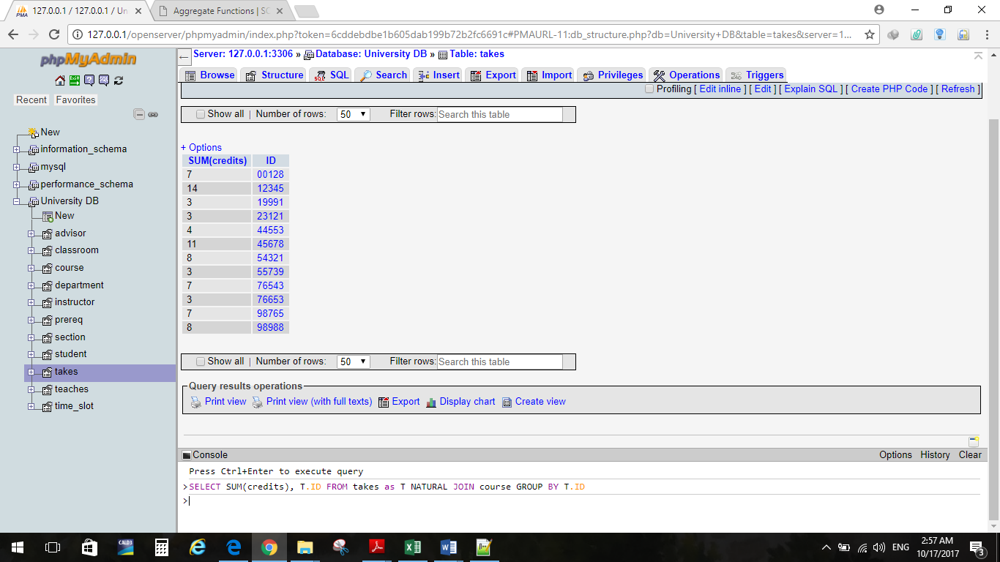 127.0.0.1 / 127.0.0.1 / Un
Aggregate Functions | SC
127.0.0.1/openserver/phpmyadmin/index.php?token=6cddebdbe1b605dab199b72b2fc6691c#PMAURL-11:db_structure.php?db=University+DB&table=takes&server=1...
phpMyAdmin
Recent Favorites
New
information_schema
mysql
performance_schema
University DB
New
advisor
classroom
course
department
instructor
prereq
section
student
takes
teaches
time_slot
Server: 127.0.0.1:3306 » Database: University DB » Table: takes
Browse Structure SQL Search Insert Export Import Privileges Operations Triggers
Profiling [ Edit inline ] [ Edit ] [ Explain SQL ] [ Create PHP Code ] [ Refresh ]
Show all | Number of rows: 50 Filter rows: Search this table
+ Options
SUM(credits) ID
7 00128
14 12345
3 19991
3 23121
4 44553
11 45678
8 54321
3 55739
7 76543
3 76653
7 98765
8 98988
Show all | Number of rows: 50 Filter rows: Search this table
Query results operations
Print view Print view (with full texts) Export Display chart Create view
Console Options History Clear
Press Ctrl+Enter to execute query
>SELECT SUM(credits), T.ID FROM takes as T NATURAL JOIN course GROUP BY T.ID
>
ENG 2:57 AM
10/17/2017 3